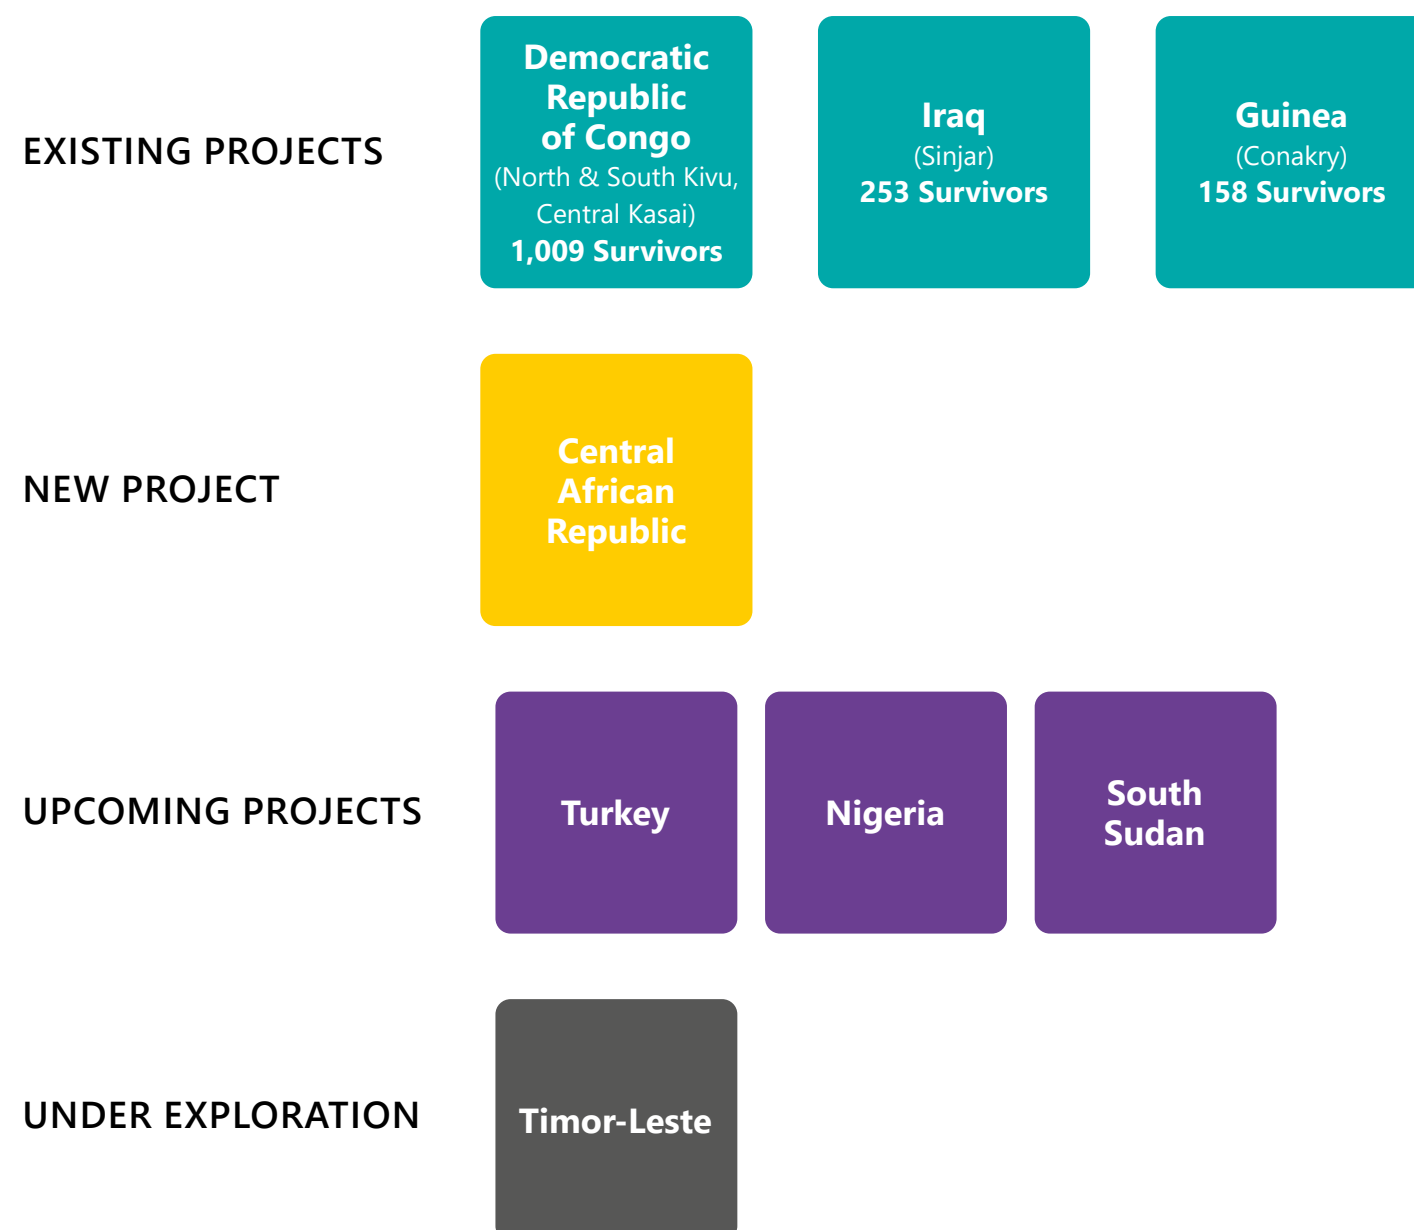 EXISTING PROJECTS
Democratic
Republic
of Congo
(North & South Kivu,
Central Kasai)
1,009 Survivors
Iraq
(Sinjar)
253 Survivors
Guinea
(Conakry)
158 Survivors
NEW PROJECT
Central
African
Republic
UPCOMING PROJECTS
Turkey
Nigeria
South
Sudan
UNDER EXPLORATION
Timor-Leste